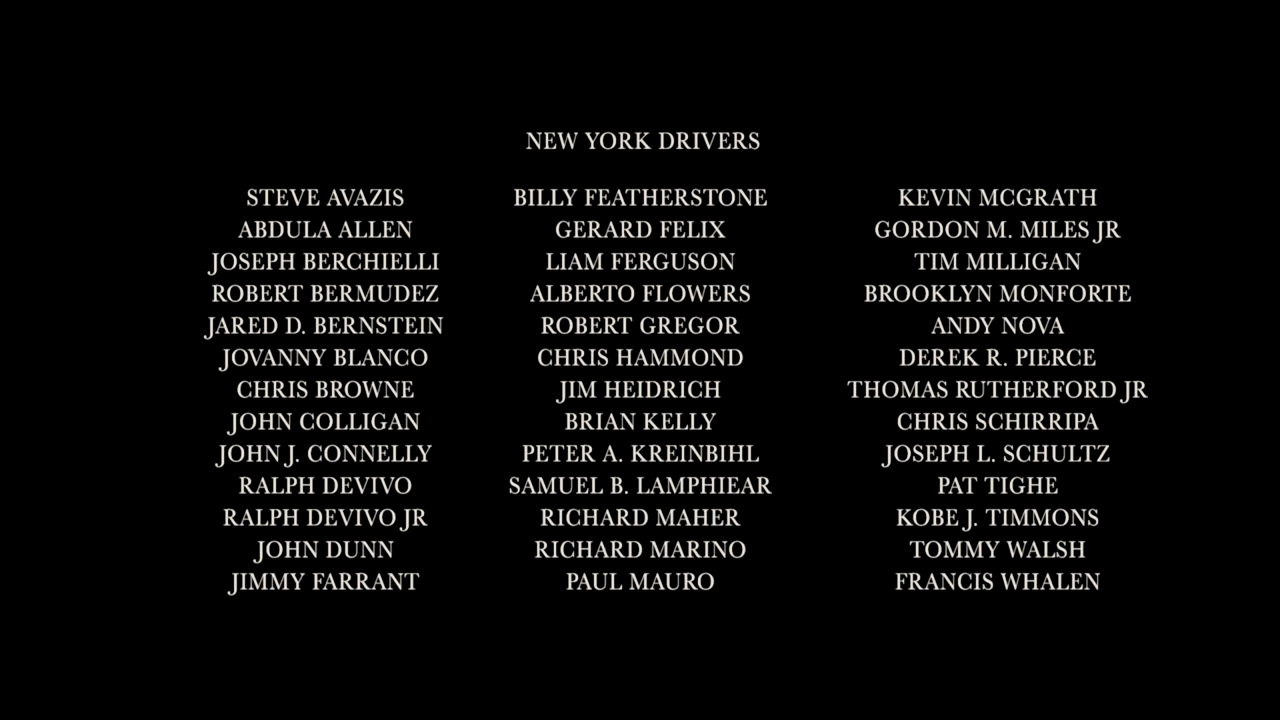 NEW YORK DRIVERS
STEVE AVAZIS
ABDULA ALLEN
JOSEPH BERCHIELLI
ROBERT BERMUDEZ
JARED D. BERNSTEIN
JOVANNY BLANCO
CHRIS BROWNE
JOHN COLLIGAN
JOHN J. CONNELLY
RALPH DEVIVO
RALPH DEVIVO JR
JOHN DUNN
JIMMY FARRANT
BILLY FEATHERSTONE
GERARD FELIX
LIAM FERGUSON
ALBERTO FLOWERS
ROBERT GREGOR
CHRIS HAMMOND
JIM HEIDRICH
BRIAN KELLY
PETER A. KREINBIHL
SAMUEL B. LAMPHIEAR
RICHARD MAHER
RICHARD MARINO
PAUL MAURO
KEVIN MCGRATH
GORDON M. MILES JR
TIM MILLIGAN
BROOKLYN MONFORTE
ANDY NOVA
DEREK R. PIERCE
THOMAS RUTHERFORD JR
CHRIS SCHIRRIPA
JOSEPH L. SCHULTZ
PAT TIGHE
KOBE J. TIMMONS
TOMMY WALSH
FRANCIS WHALEN